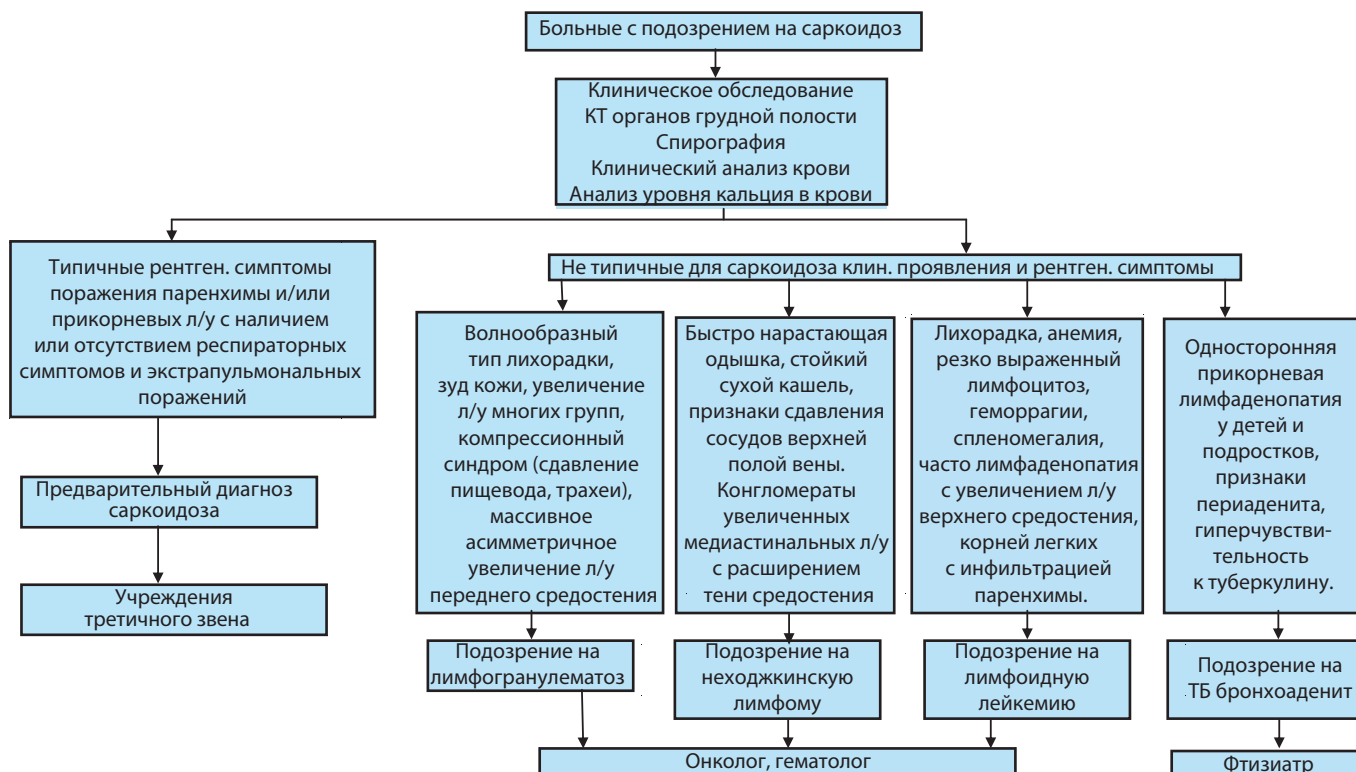 Больные с подозрением на саркоидоз
Клиническое обследование
КТ органов грудной полости
Спирография
Клинический анализ крови
Анализ уровня кальция в крови
Типичные рентген. симптомы
поражения паренхимы и/или
прикорневых л/у с наличием
или отсутствием респираторных
симптомов и экстрапульмональных
поражений
Предварительный диагноз
саркоидоза
Учреждения
третичного звена
Не типичные для саркоидоза клин. проявления и рентген. симптомы
Волнообразный
тип лихорадки,
зуд кожи, увеличение
л/у многих групп,
компрессионный
синдром (сдавление
пищевода, трахеи),
массивное
асимметричное
увеличение л/у
переднего средостения
Подозрение на
лимфогранулематоз
Быстро нарастающая
одышка, стойкий
сухой кашель,
признаки сдавления
сосудов верхней
полой вены.
Конгломераты
увеличенных
медиастинальных л/у
с расширением
тени средостения
Подозрение на
неходжкинскую
лимфому
Лихорадка, анемия,
резко выраженный
лимфоцитоз,
геморрагии,
спленомегалия,
часто лимфаденопатия
с увеличением л/у
верхнего средостения,
корней легких
с инфильтрацией
паренхимы.
Подозрение на
лимфоидную
лейкемию
Онколог, гематолог
Односторонняя
прикорневая
лимфаденопатия
у детей и
подростков,
признаки
периаденита,
гиперчувстви-
тельность
к туберкулину.
Подозрение на
ТБ бронхоаденит
Фтизиатр